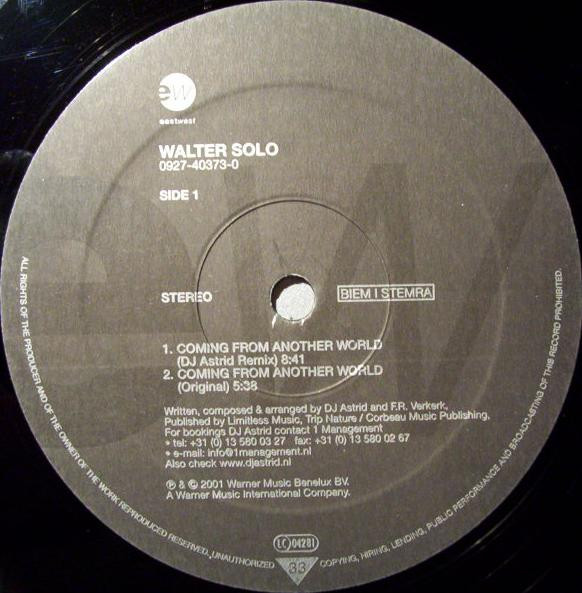 ew
eastwest
WALTER SOLO
0927-40373-0
SIDE 1
STEREO
BIEM I STEMRA
1. COMING FROM ANOTHER WORLD
(DJ Astrid Remix) 8:41
2. COMING FROM ANOTHER WORLD
(Original) 5:38
Written, composed & arranged by DJ Astrid and F.R. Verkerk,
Published by Limitless Music, Trip Nature / Corbeau Music Publishing,
For bookings DJ Astrid contact 1 Management
• tel: +31 (0) 13 580 03 27 fax: +31 (0) 13 580 02 67
• e-mail: info@1management.nl
Also check www.djastrid.nl
℗ & © 2001 Warner Music Benelux BV.
A Warner Music International Company.
LC 04281
33
ALL RIGHTS OF THE PRODUCER AND OF THE OWNER OF THE WORK REPRODUCED RESERVED, UNAUTHORIZED COPYING, HIRING, LENDING, PUBLIC PERFORMANCE AND BROADCASTING OF THIS RECORD PROHIBITED.